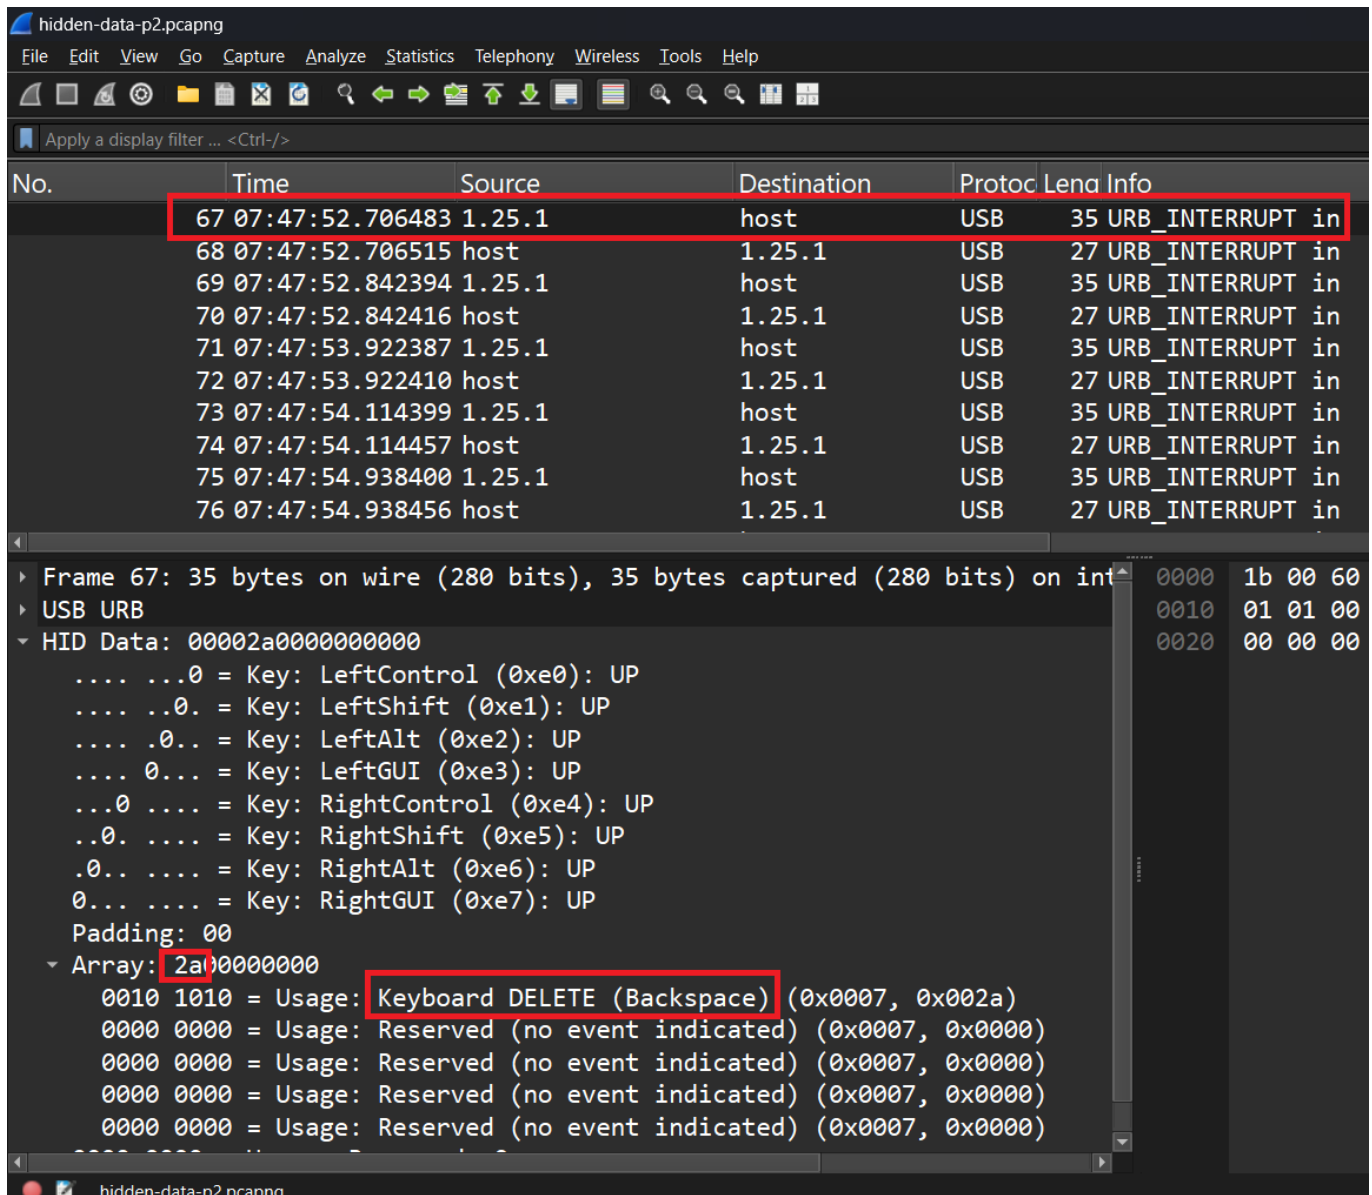 hidden-data-p2.pcapng
File Edit View Go Capture Analyze Statistics Telephony Wireless Tools Help
Apply a display filter ... <Ctrl-/>
No. Time Source Destination Protoc Leng Info
67 07:47:52.706483 1.25.1 host USB 35 URB_INTERRUPT in
68 07:47:52.706515 host 1.25.1 USB 27 URB_INTERRUPT in
69 07:47:52.842394 1.25.1 host USB 35 URB_INTERRUPT in
70 07:47:52.842416 host 1.25.1 USB 27 URB_INTERRUPT in
71 07:47:53.922387 1.25.1 host USB 35 URB_INTERRUPT in
72 07:47:53.922410 host 1.25.1 USB 27 URB_INTERRUPT in
73 07:47:54.114399 1.25.1 host USB 35 URB_INTERRUPT in
74 07:47:54.114457 host 1.25.1 USB 27 URB_INTERRUPT in
75 07:47:54.938400 1.25.1 host USB 35 URB_INTERRUPT in
76 07:47:54.938456 host 1.25.1 USB 27 URB_INTERRUPT in
Frame 67: 35 bytes on wire (280 bits), 35 bytes captured (280 bits) on int
USB URB
HID Data: 00002a0000000000
.... ...0 = Key: LeftControl (0xe0): UP
.... ..0. = Key: LeftShift (0xe1): UP
.... .0.. = Key: LeftAlt (0xe2): UP
.... 0... = Key: LeftGUI (0xe3): UP
...0 .... = Key: RightControl (0xe4): UP
..0. .... = Key: RightShift (0xe5): UP
.0.. .... = Key: RightAlt (0xe6): UP
0... .... = Key: RightGUI (0xe7): UP
Padding: 00
Array: 2a00000000
0010 1010 = Usage: Keyboard DELETE (Backspace) (0x0007, 0x002a)
0000 0000 = Usage: Reserved (no event indicated) (0x0007, 0x0000)
0000 0000 = Usage: Reserved (no event indicated) (0x0007, 0x0000)
0000 0000 = Usage: Reserved (no event indicated) (0x0007, 0x0000)
0000 0000 = Usage: Reserved (no event indicated) (0x0007, 0x0000)
0000 1b 00 60
0010 01 01 00
0020 00 00 00
hidden-data-p2.pcapng